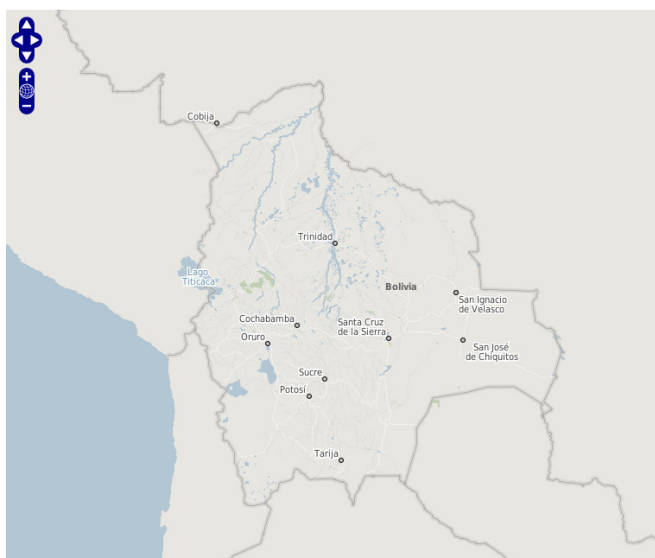 +
−
Cobija
Trinidad
Lago
Titicaca
Bolivia
San Ignacio
de Velasco
Cochabamba
Santa Cruz
de la Sierra
Oruro
San José
de Chiquitos
Sucre
Potosí
Tarija